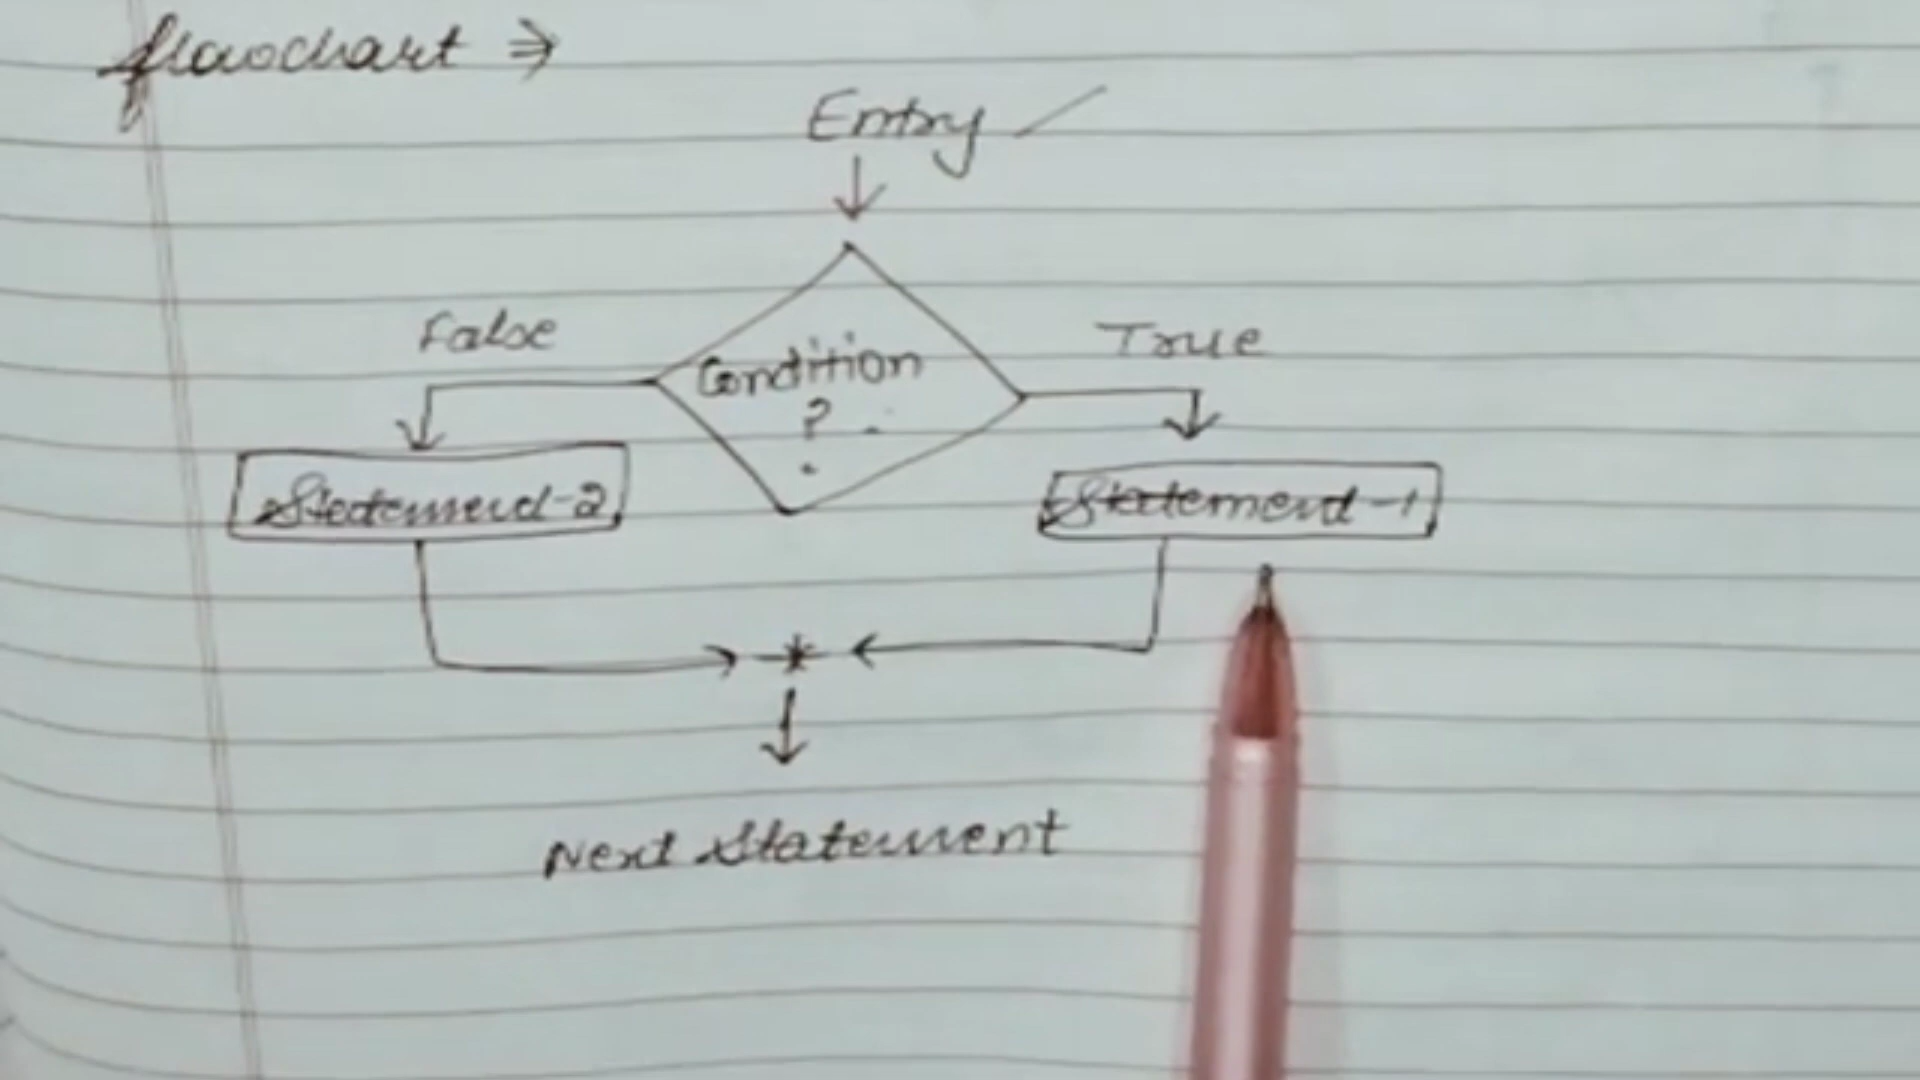 flowchart ⇒
Entry
False
True
Condition
?
Statement-2
Statement-1
Next Statement